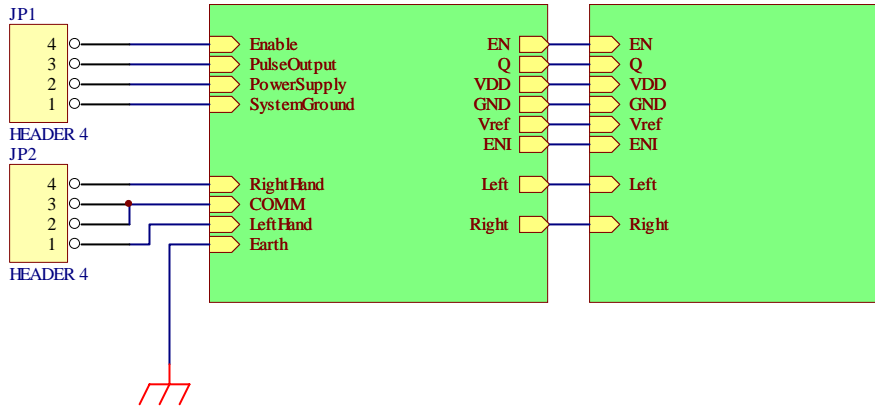 JP1
4 Enable EN EN
3 PulseOutput Q Q
2 PowerSupply VDD VDD
1 SystemGround GND GND
Vref Vref
HEADER 4
ENI ENI
JP2
4 RightHand Left Left
3 COMM
2 LeftHand Right Right
1 Earth
HEADER 4